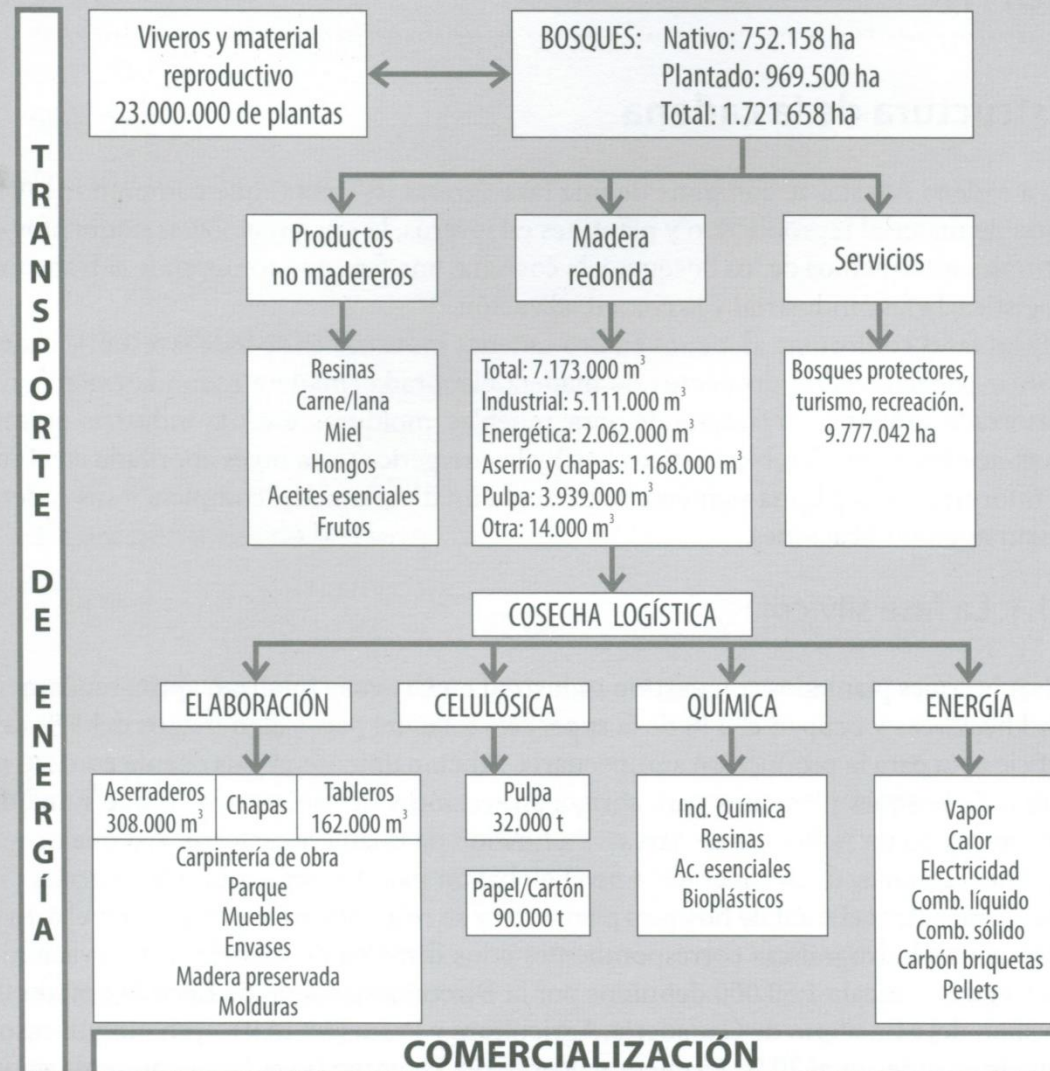 TRANSPORTE DE ENERGÍA
Viveros y material
reproductivo
23.000.000 de plantas
BOSQUES: Nativo: 752.158 ha
Plantado: 969.500 ha
Total: 1.721.658 ha
Productos
no madereros
Madera
redonda
Servicios
Resinas
Carne/lana
Miel
Hongos
Aceites esenciales
Frutos
Total: 7.173.000 m³
Industrial: 5.111.000 m³
Energética: 2.062.000 m³
Aserrío y chapas: 1.168.000 m³
Pulpa: 3.939.000 m³
Otra: 14.000 m³
Bosques protectores,
turismo, recreación.
9.777.042 ha
COSECHA LOGÍSTICA
ELABORACIÓN
CELULÓSICA
QUÍMICA
ENERGÍA
Aserraderos
308.000 m³
Chapas
Tableros
162.000 m³
Carpintería de obra
Parque
Muebles
Envases
Madera preservada
Molduras
Pulpa
32.000 t
Papel/Cartón
90.000 t
Ind. Química
Resinas
Ac. esenciales
Bioplásticos
Vapor
Calor
Electricidad
Comb. líquido
Comb. sólido
Carbón briquetas
Pellets
COMERCIALIZACIÓN